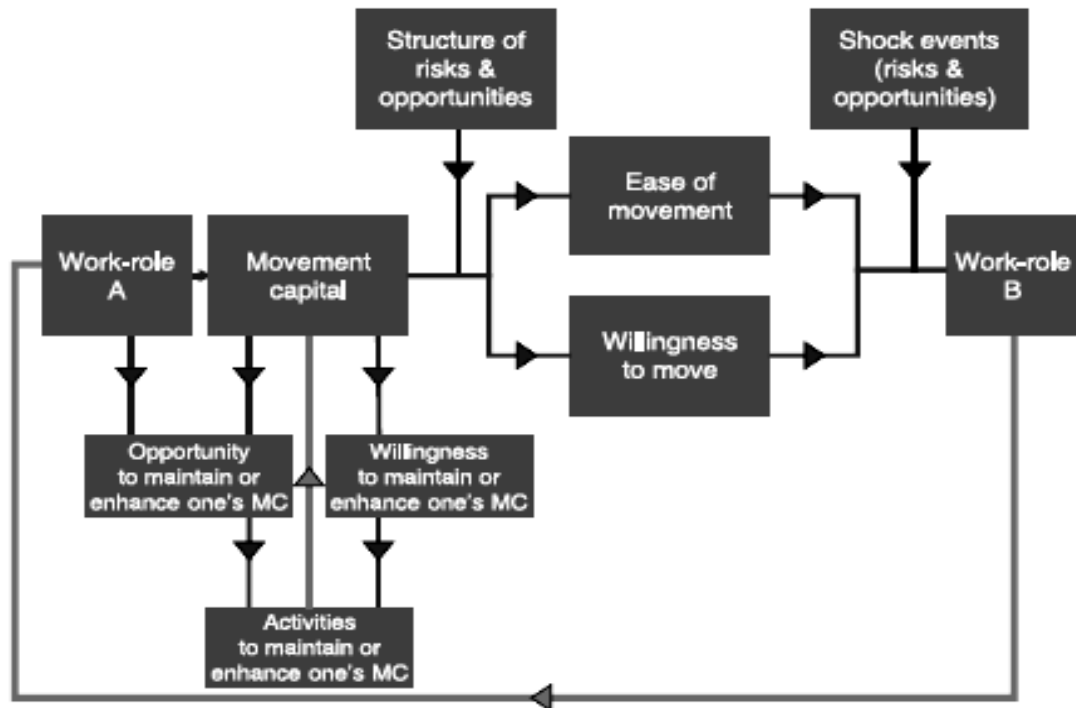 Structure of
risks &
opportunities
Shock events
(risks &
opportunities)
Ease of
movement
Work-role
A
Movement
capital
Work-role
B
Willingness
to move
Opportunity
to maintain or
enhance one's MC
Willingness
to maintain or
enhance one's MC
Activities
to maintain or
enhance one's MC